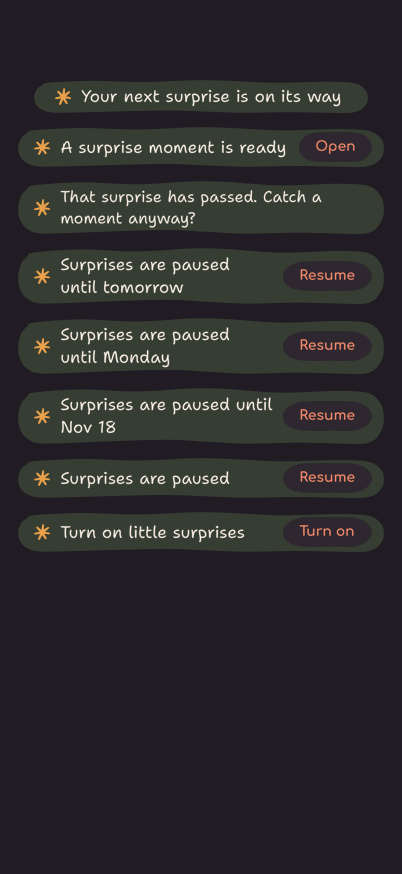 Your next surprise is on its way
A surprise moment is ready
Open
That surprise has passed. Catch a
moment anyway?
Surprises are paused
until tomorrow
Resume
Surprises are paused
until Monday
Resume
Surprises are paused until
Nov 18
Resume
Surprises are paused
Resume
Turn on little surprises
Turn on